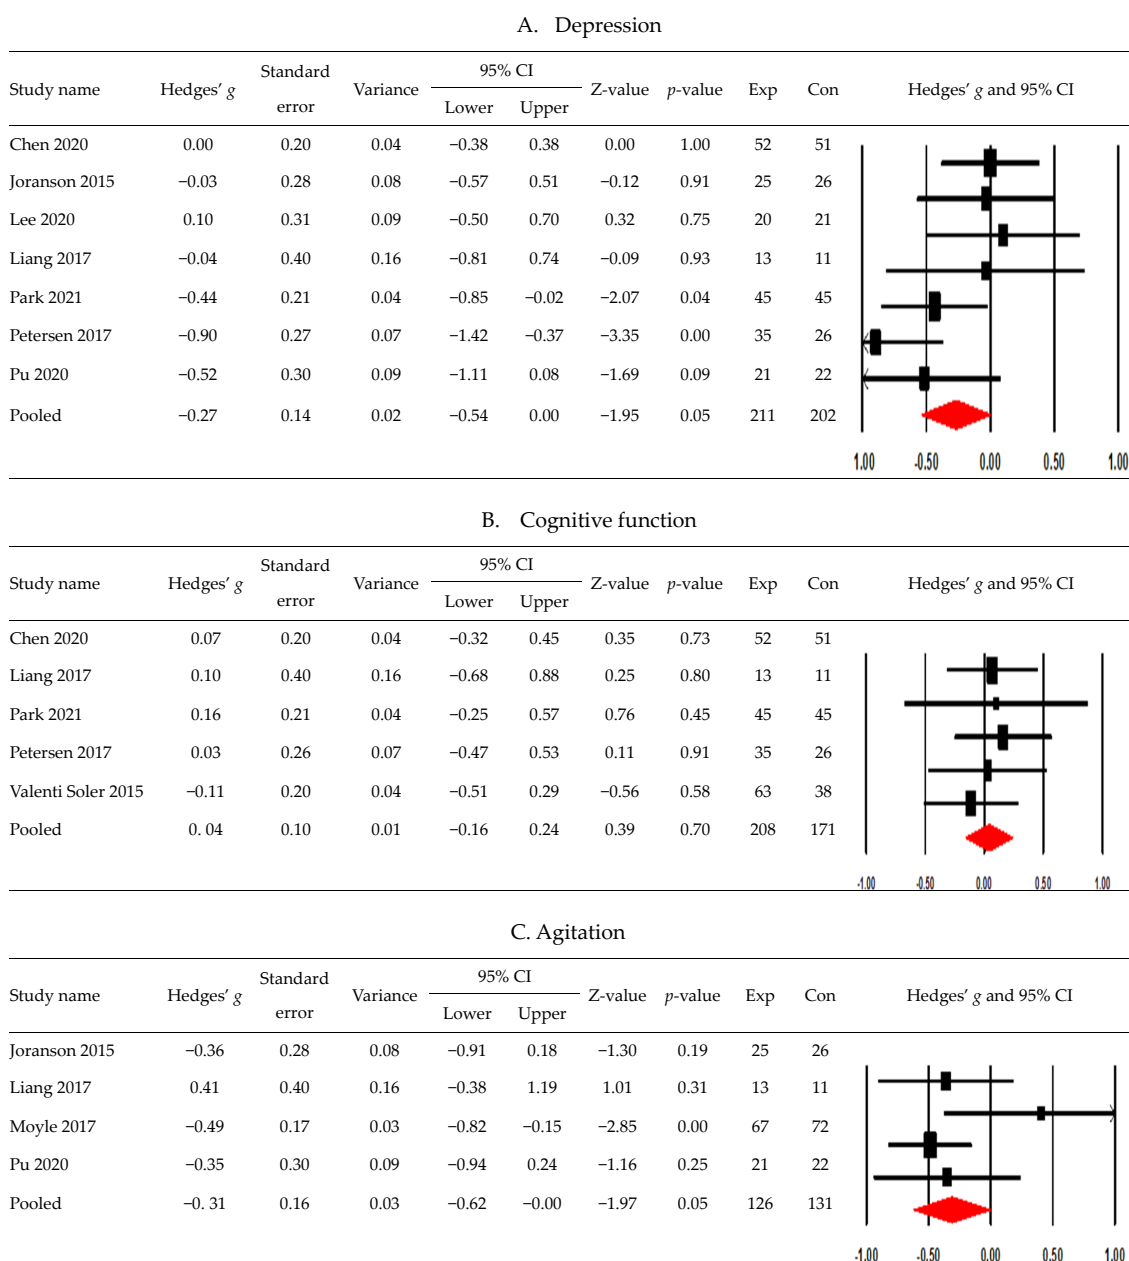 A. Depression
Study name Hedges’ g Standard error Variance 95% CI Lower Upper Z-value p-value Exp Con Hedges’ g and 95% CI
Chen 2020 0.00 0.20 0.04 −0.38 0.38 0.00 1.00 52 51
Joranson 2015 −0.03 0.28 0.08 −0.57 0.51 −0.12 0.91 25 26
Lee 2020 0.10 0.31 0.09 −0.50 0.70 0.32 0.75 20 21
Liang 2017 −0.04 0.40 0.16 −0.81 0.74 −0.09 0.93 13 11
Park 2021 −0.44 0.21 0.04 −0.85 −0.02 −2.07 0.04 45 45
Petersen 2017 −0.90 0.27 0.07 −1.42 −0.37 −3.35 0.00 35 26
Pu 2020 −0.52 0.30 0.09 −1.11 0.08 −1.69 0.09 21 22
Pooled −0.27 0.14 0.02 −0.54 0.00 −1.95 0.05 211 202
1.00 -0.50 0.00 0.50 1.00
B. Cognitive function
Study name Hedges’ g Standard error Variance 95% CI Lower Upper Z-value p-value Exp Con Hedges’ g and 95% CI
Chen 2020 0.07 0.20 0.04 −0.32 0.45 0.35 0.73 52 51
Liang 2017 0.10 0.40 0.16 −0.68 0.88 0.25 0.80 13 11
Park 2021 0.16 0.21 0.04 −0.25 0.57 0.76 0.45 45 45
Petersen 2017 0.03 0.26 0.07 −0.47 0.53 0.11 0.91 35 26
Valenti Soler 2015 −0.11 0.20 0.04 −0.51 0.29 −0.56 0.58 63 38
Pooled 0. 04 0.10 0.01 −0.16 0.24 0.39 0.70 208 171
-1.00 -0.50 0.00 0.50 1.00
C. Agitation
Study name Hedges’ g Standard error Variance 95% CI Lower Upper Z-value p-value Exp Con Hedges’ g and 95% CI
Joranson 2015 −0.36 0.28 0.08 −0.91 0.18 −1.30 0.19 25 26
Liang 2017 0.41 0.40 0.16 −0.38 1.19 1.01 0.31 13 11
Moyle 2017 −0.49 0.17 0.03 −0.82 −0.15 −2.85 0.00 67 72
Pu 2020 −0.35 0.30 0.09 −0.94 0.24 −1.16 0.25 21 22
Pooled −0. 31 0.16 0.03 −0.62 −0.00 −1.97 0.05 126 131
-1.00 -0.50 0.00 0.50 1.00